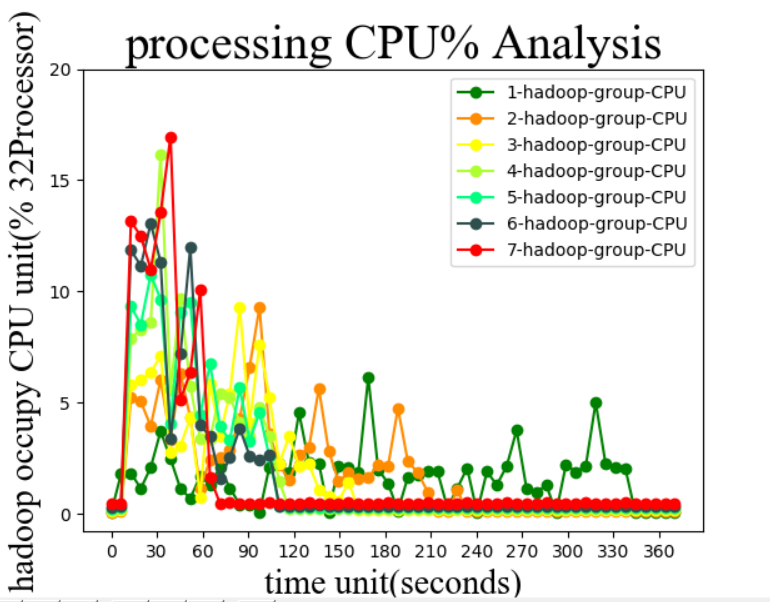 processing CPU% Analysis
hadoop occupy CPU unit(% 32Processor)
20
15
10
5
0
1-hadoop-group-CPU
2-hadoop-group-CPU
3-hadoop-group-CPU
4-hadoop-group-CPU
5-hadoop-group-CPU
6-hadoop-group-CPU
7-hadoop-group-CPU
0 30 60 90 120 150 180 210 240 270 300 330 360
time unit(seconds)